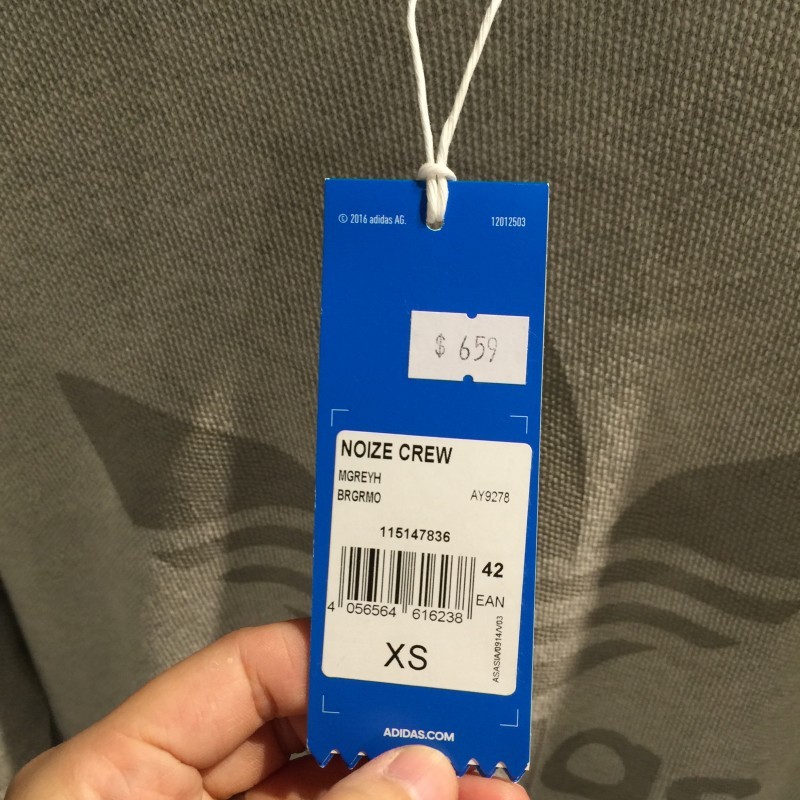 © 2016 adidas AG.
12012503
$ 659
NOIZE CREW
MGREYH
BRGRMO
AY9278
115147836
42
4 056564 616238
EAN
XS
ASASIA/0914/V03
ADIDAS.COM